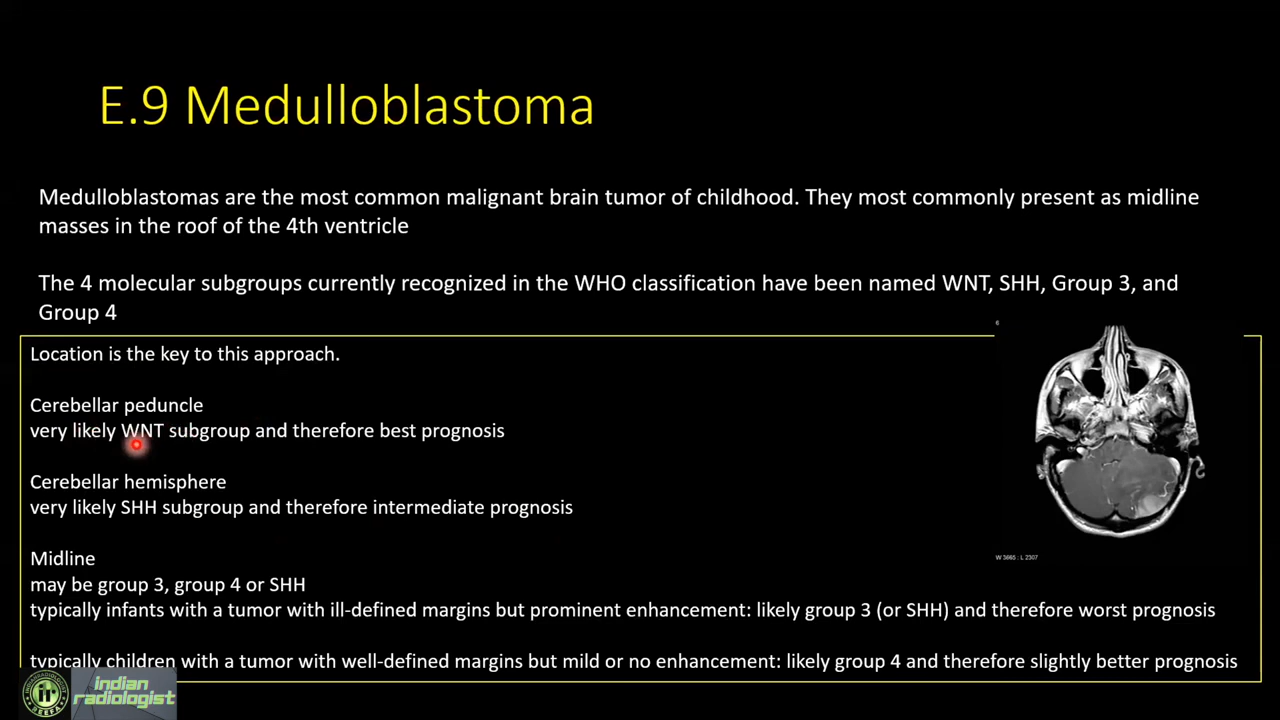 E.9 Medulloblastoma
Medulloblastomas are the most common malignant brain tumor of childhood. They most commonly present as midline
masses in the roof of the 4th ventricle
The 4 molecular subgroups currently recognized in the WHO classification have been named WNT, SHH, Group 3, and
Group 4
Location is the key to this approach.
Cerebellar peduncle
very likely WNT subgroup and therefore best prognosis
Cerebellar hemisphere
very likely SHH subgroup and therefore intermediate prognosis
Midline
may be group 3, group 4 or SHH
typically infants with a tumor with ill-defined margins but prominent enhancement: likely group 3 (or SHH) and therefore worst prognosis
typically children with a tumor with well-defined margins but mild or no enhancement: likely group 4 and therefore slightly better prognosis
W 3665 : L 2307
ir
indian
radiologist